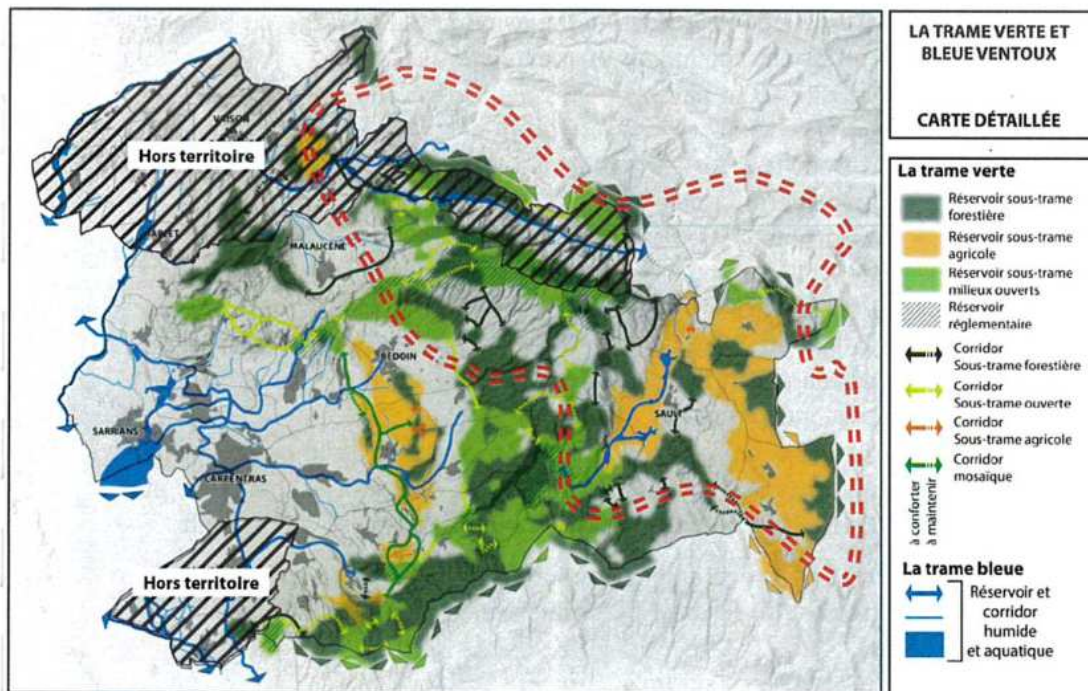 LA TRAME VERTE ET
BLEUE VENTOUX
CARTE DÉTAILLÉE
La trame verte
Réservoir sous-trame
forestière
Réservoir sous-trame
agricole
Réservoir sous-trame
milieux ouverts
Réservoir
réglementaire
Corridor
Sous-trame forestière
Corridor
Sous-trame ouverte
Corridor
Sous-trame agricole
Corridor
mosaïque
à conforter
à maintenir
La trame bleue
Réservoir et
corridor
humide
et aquatique
Hors territoire
MALAUCÈNE
BÉDOIN
SARRIANS
SAULT
CARPENTRAS
Hors territoire